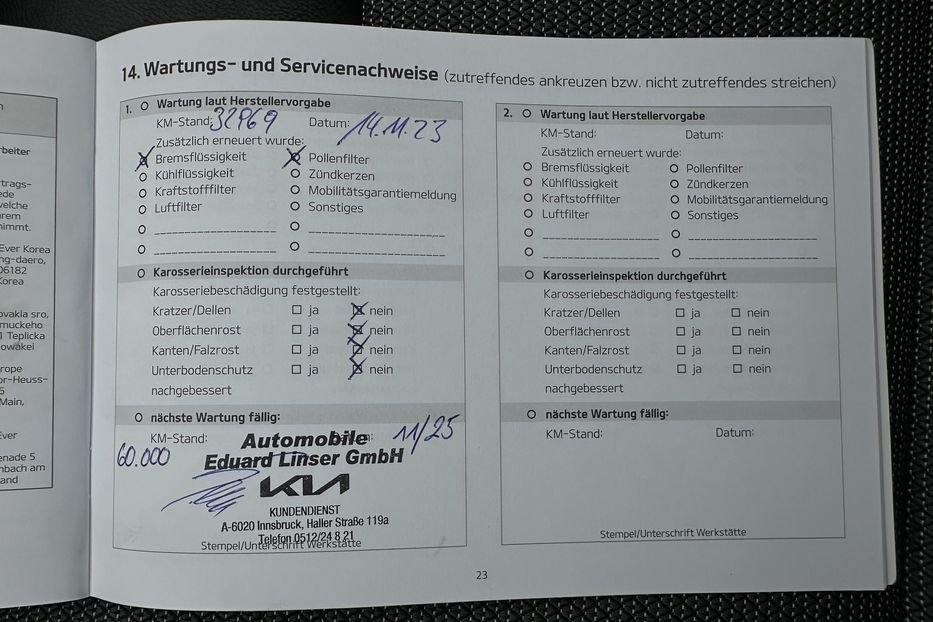 14. Wartungs- und Servicenachweise (zutreffendes ankreuzen bzw. nicht zutreffendes streichen)
1. Wartung laut Herstellervorgabe
KM-Stand: 32969 Datum: 14.11.23
Zusätzlich erneuert wurde:
Bremsflüssigkeit Pollenfilter
Kühlflüssigkeit Zündkerzen
Kraftstofffilter Mobilitätsgarantiemeldung
Luftfilter Sonstiges
Karosserieinspektion durchgeführt
Karosseriebeschädigung festgestellt:
Kratzer/Dellen ja nein
Oberflächenrost ja nein
Kanten/Falzrost ja nein
Unterbodenschutz ja nein
nachgebessert
nächste Wartung fällig:
KM-Stand: 60.000 Datum: 11/25
Automobile
Eduard Linser GmbH
KIA
KUNDENDIENST
A-6020 Innsbruck, Haller Straße 119a
Telefon 0512/24 8 21
Stempel/Unterschrift Werkstätte
2. Wartung laut Herstellervorgabe
KM-Stand: Datum:
Zusätzlich erneuert wurde:
Bremsflüssigkeit Pollenfilter
Kühlflüssigkeit Zündkerzen
Kraftstofffilter Mobilitätsgarantiemeldung
Luftfilter Sonstiges
Karosserieinspektion durchgeführt
Karosseriebeschädigung festgestellt:
Kratzer/Dellen ja nein
Oberflächenrost ja nein
Kanten/Falzrost ja nein
Unterbodenschutz ja nein
nachgebessert
nächste Wartung fällig:
KM-Stand: Datum:
Stempel/Unterschrift Werkstätte
23